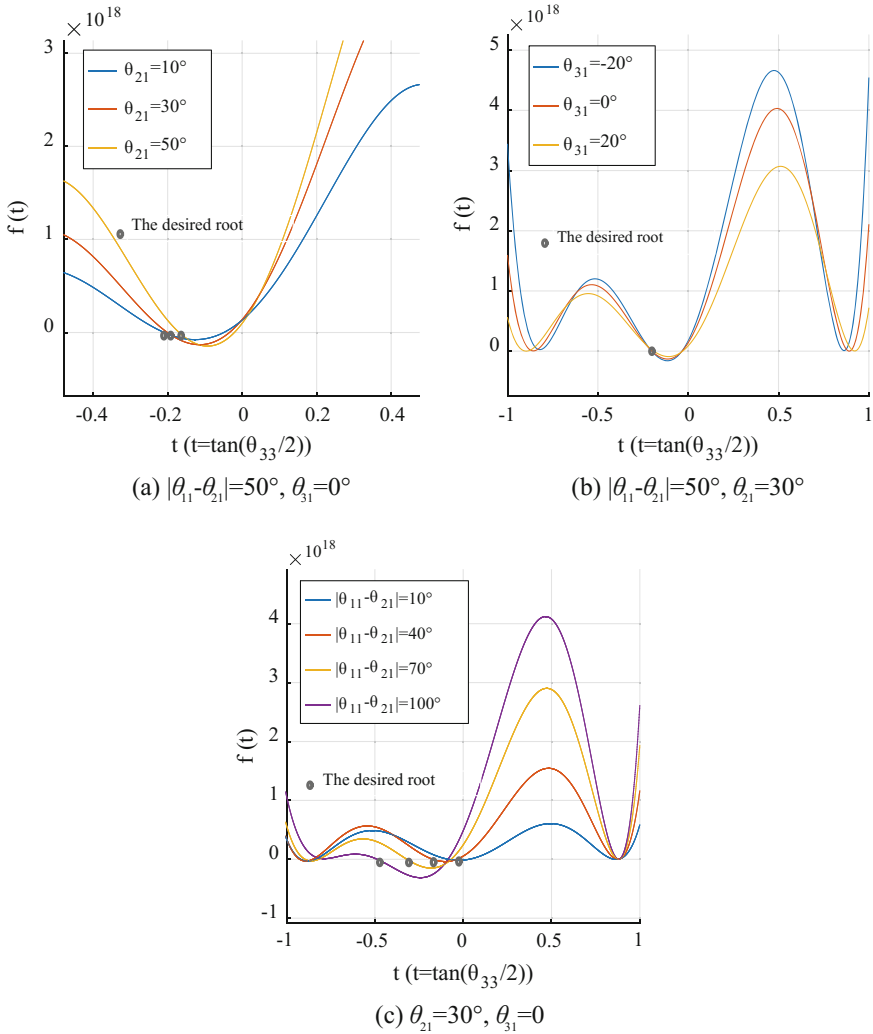 × 10^18
3
2
1
0
f (t)
θ21=10°
θ21=30°
θ21=50°
The desired root
-0.4
-0.2
0
0.2
0.4
t (t=tan(θ33/2))
(a) |θ11-θ21|=50°, θ31=0°
× 10^18
5
4
3
2
1
0
f (t)
θ31=-20°
θ31=0°
θ31=20°
The desired root
-1
-0.5
0
0.5
1
t (t=tan(θ33/2))
(b) |θ11-θ21|=50°, θ21=30°
× 10^18
4
3
2
1
0
-1
f (t)
|θ11-θ21|=10°
|θ11-θ21|=40°
|θ11-θ21|=70°
|θ11-θ21|=100°
The desired root
-1
-0.5
0
0.5
1
t (t=tan(θ33/2))
(c) θ21=30°, θ31=0